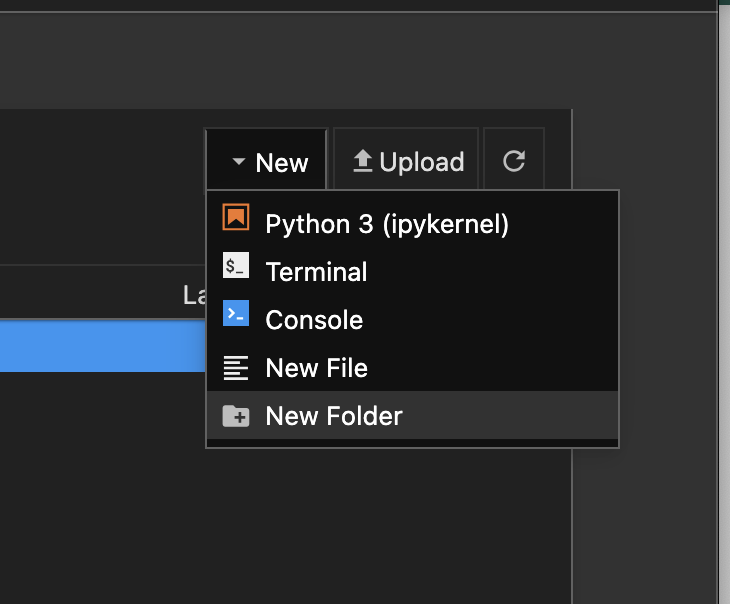 New Upload
Python 3 (ipykernel)
$_ Terminal
Console
New File
New Folder